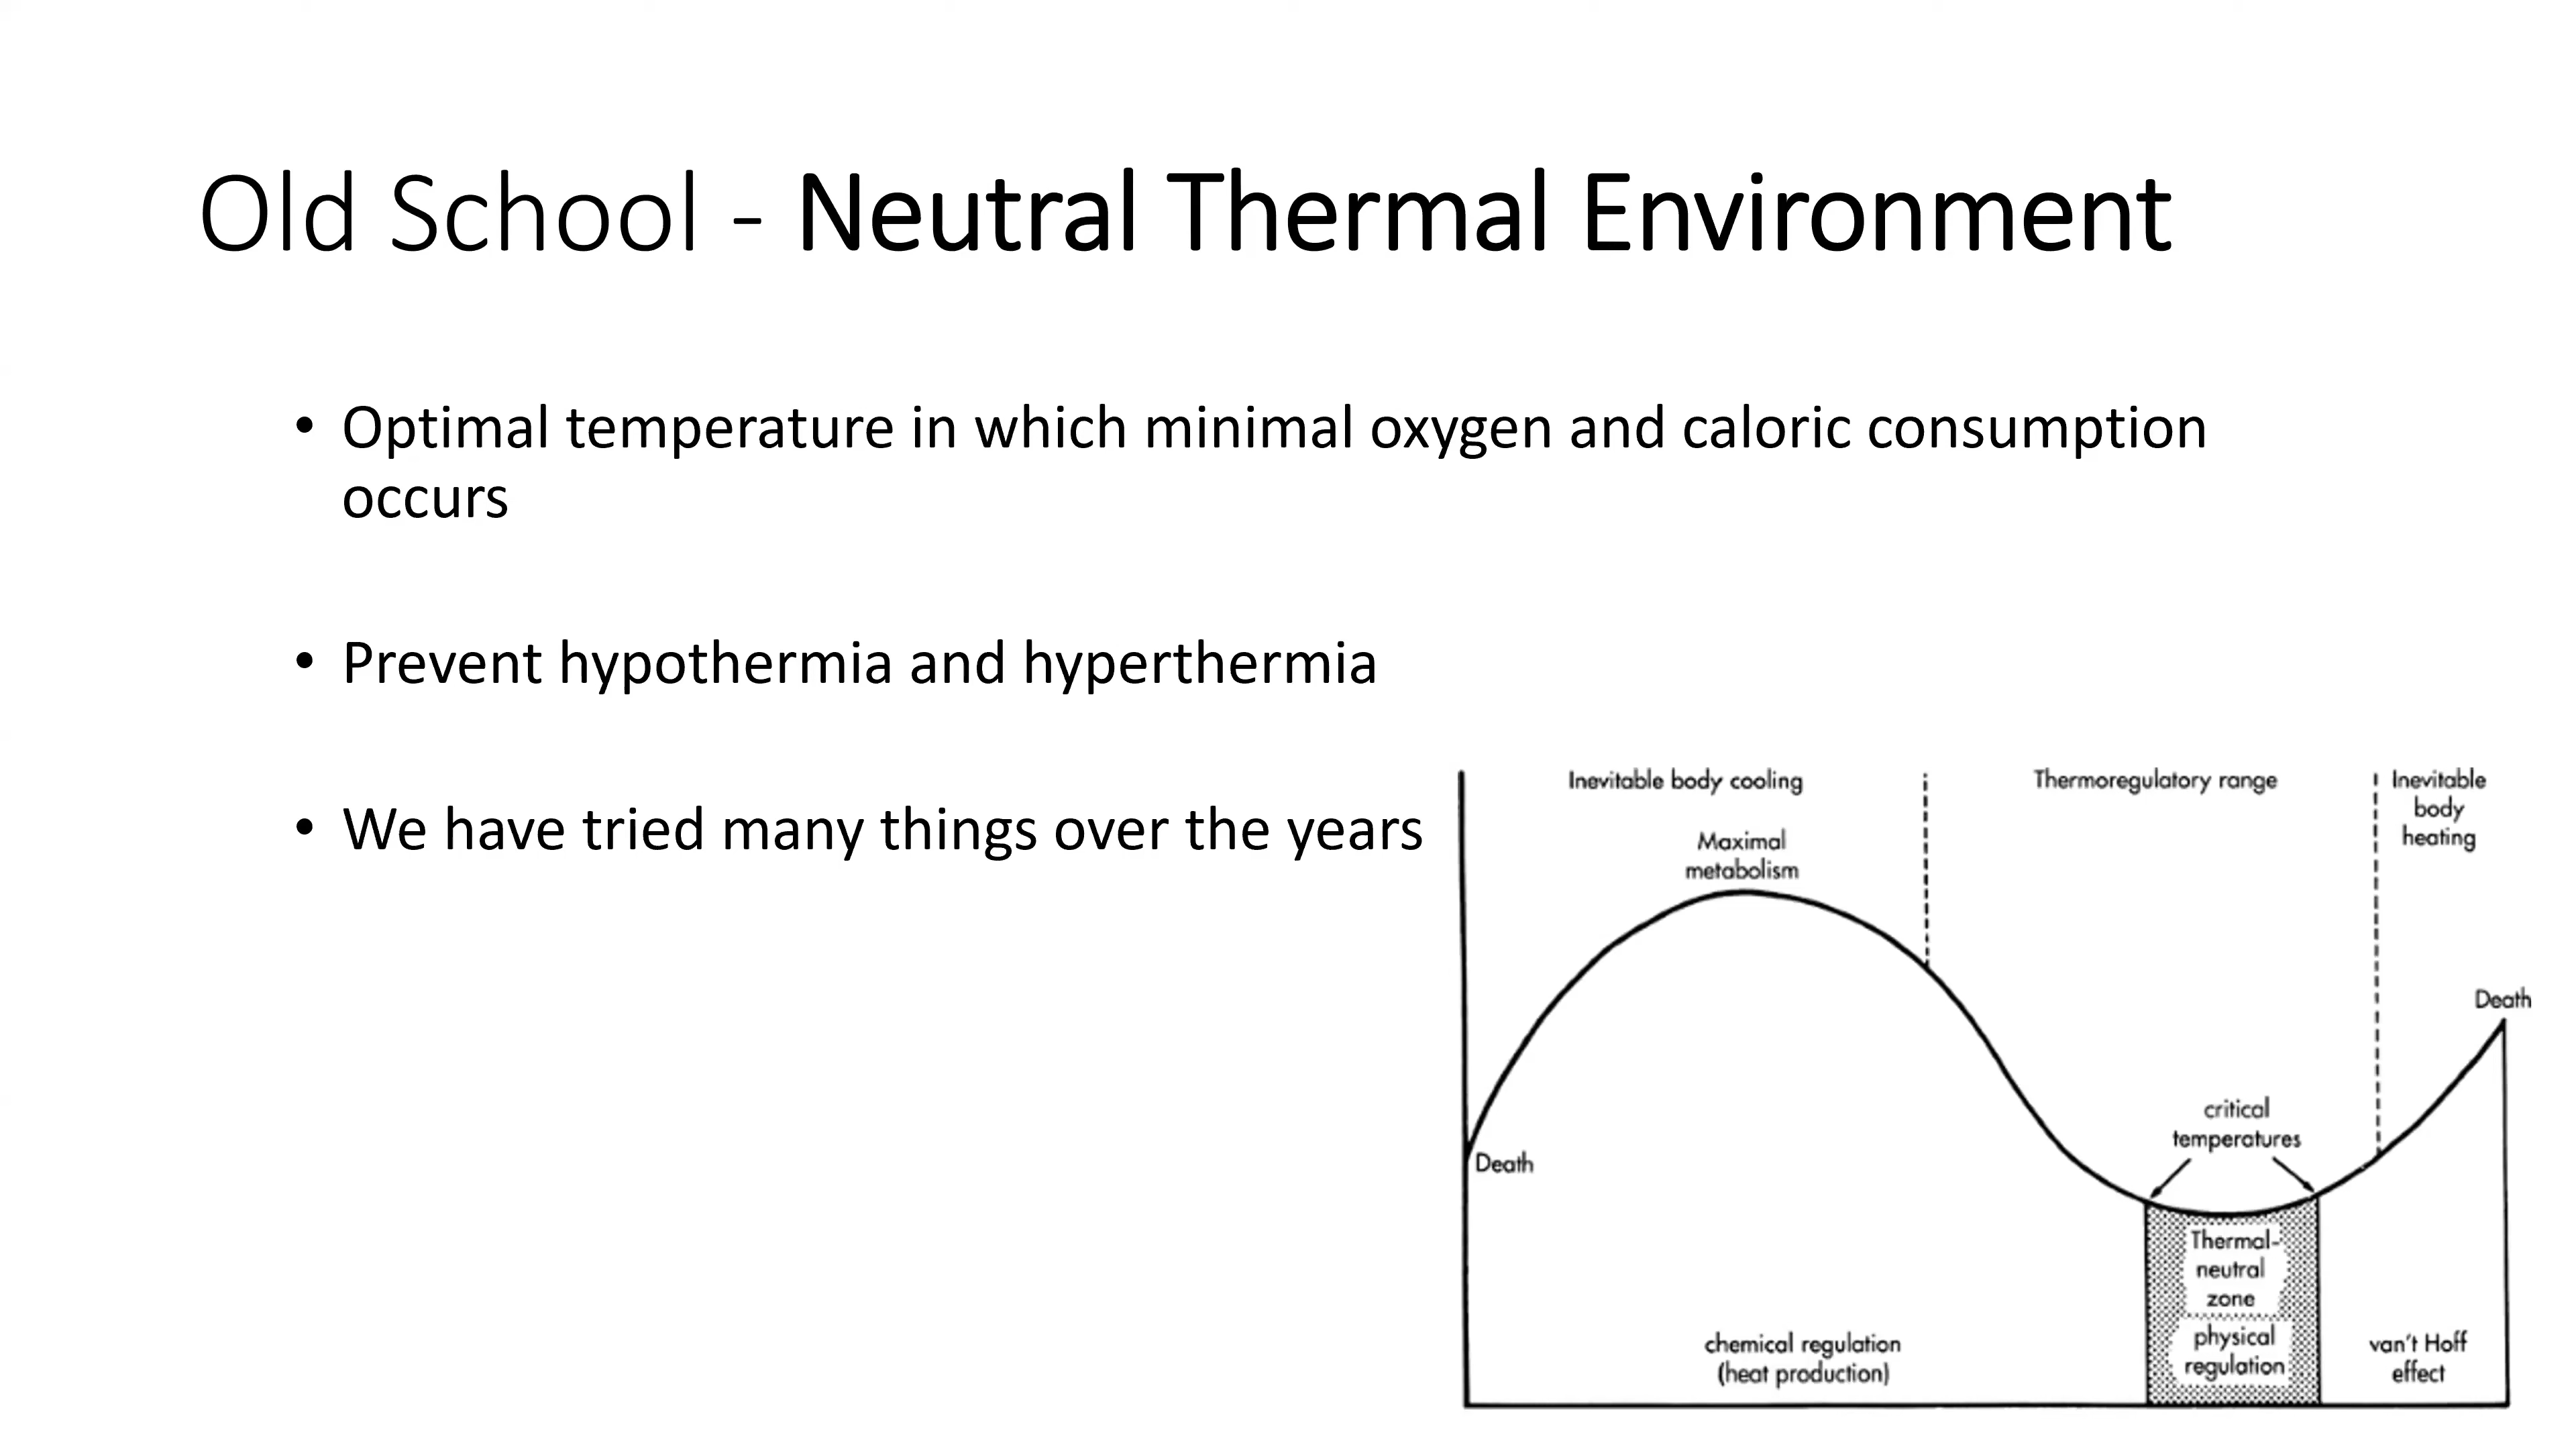 Old School - Neutral Thermal Environment
• Optimal temperature in which minimal oxygen and caloric consumption
occurs
• Prevent hypothermia and hyperthermia
• We have tried many things over the years
Inevitable body cooling
Thermoregulatory range
Inevitable
body
heating
Maximal
metabolism
Death
critical
temperatures
Death
Thermal-
neutral
zone
physical
regulation
chemical regulation
(heat production)
van't Hoff
effect